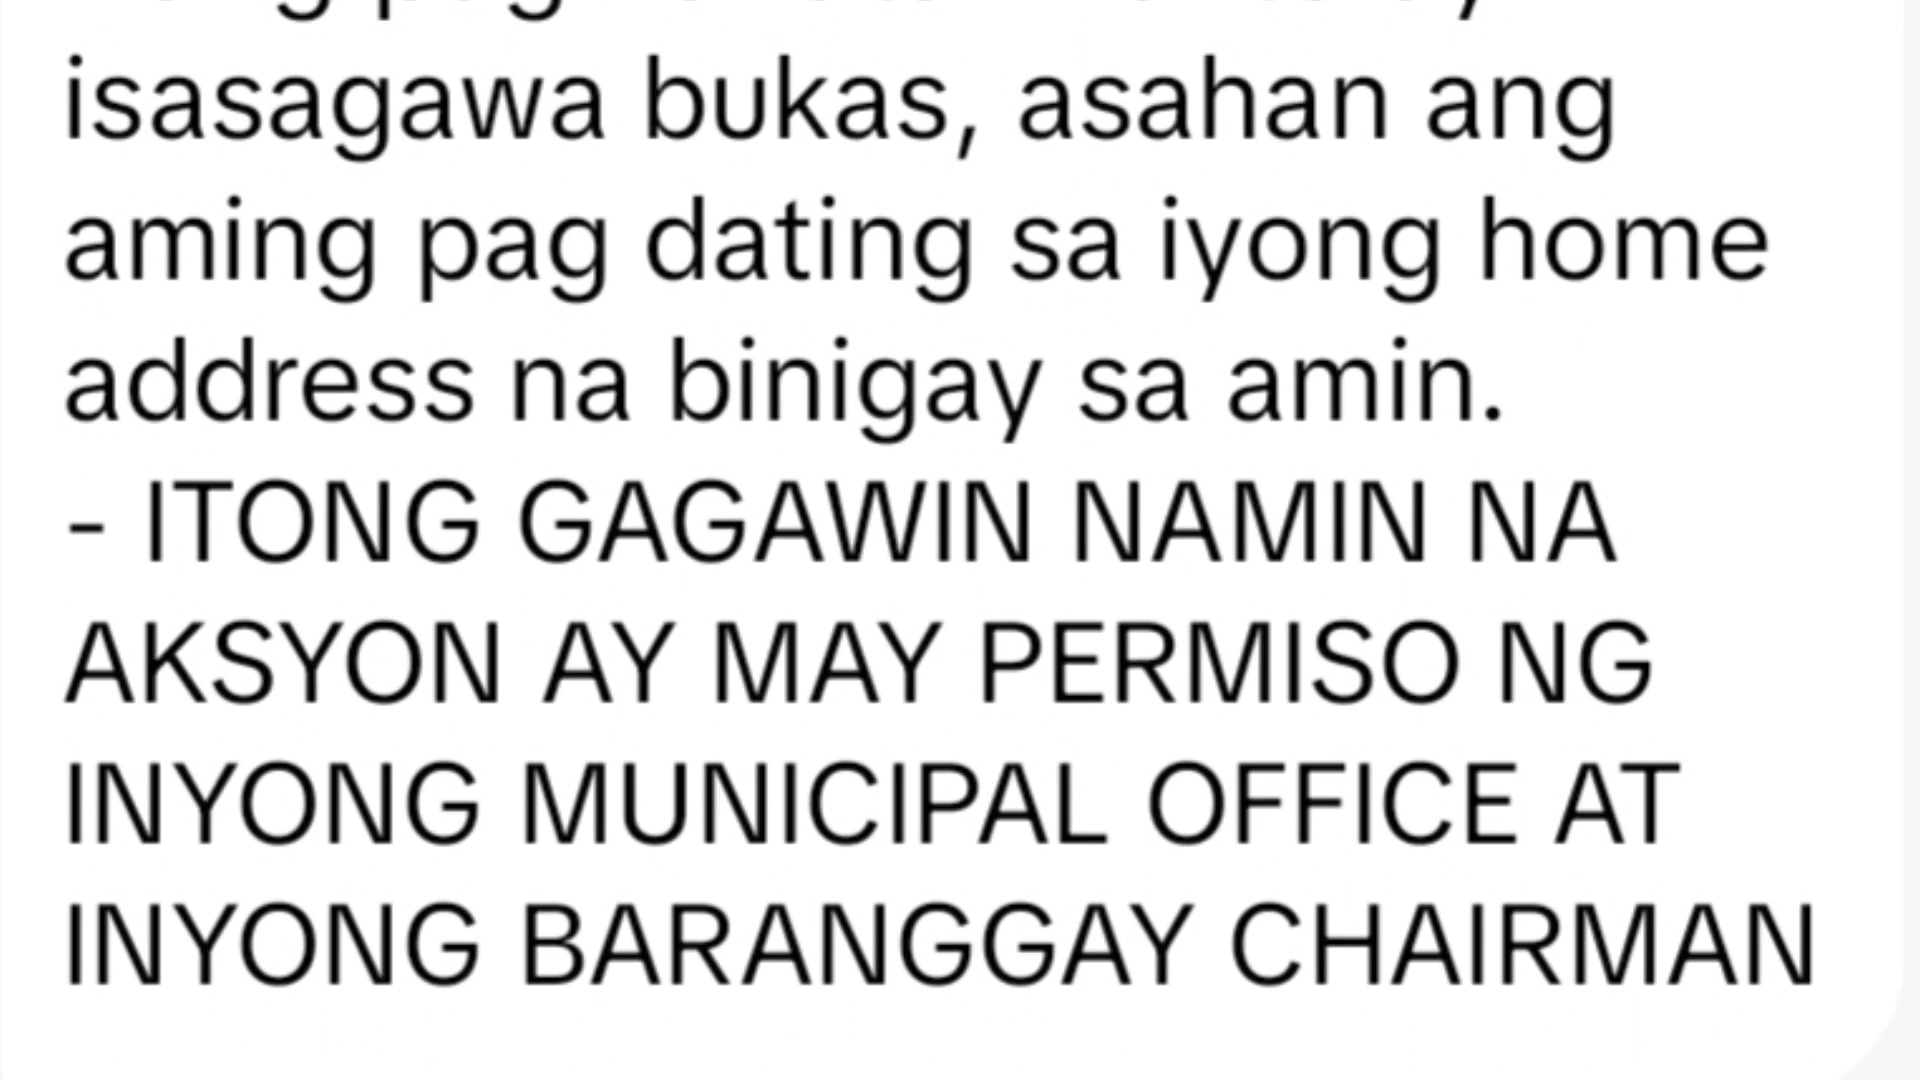 isasagawa bukas, asahan ang
aming pag dating sa iyong home
address na binigay sa amin.
- ITONG GAGAWIN NAMIN NA
AKSYON AY MAY PERMISO NG
INYONG MUNICIPAL OFFICE AT
INYONG BARANGGAY CHAIRMAN